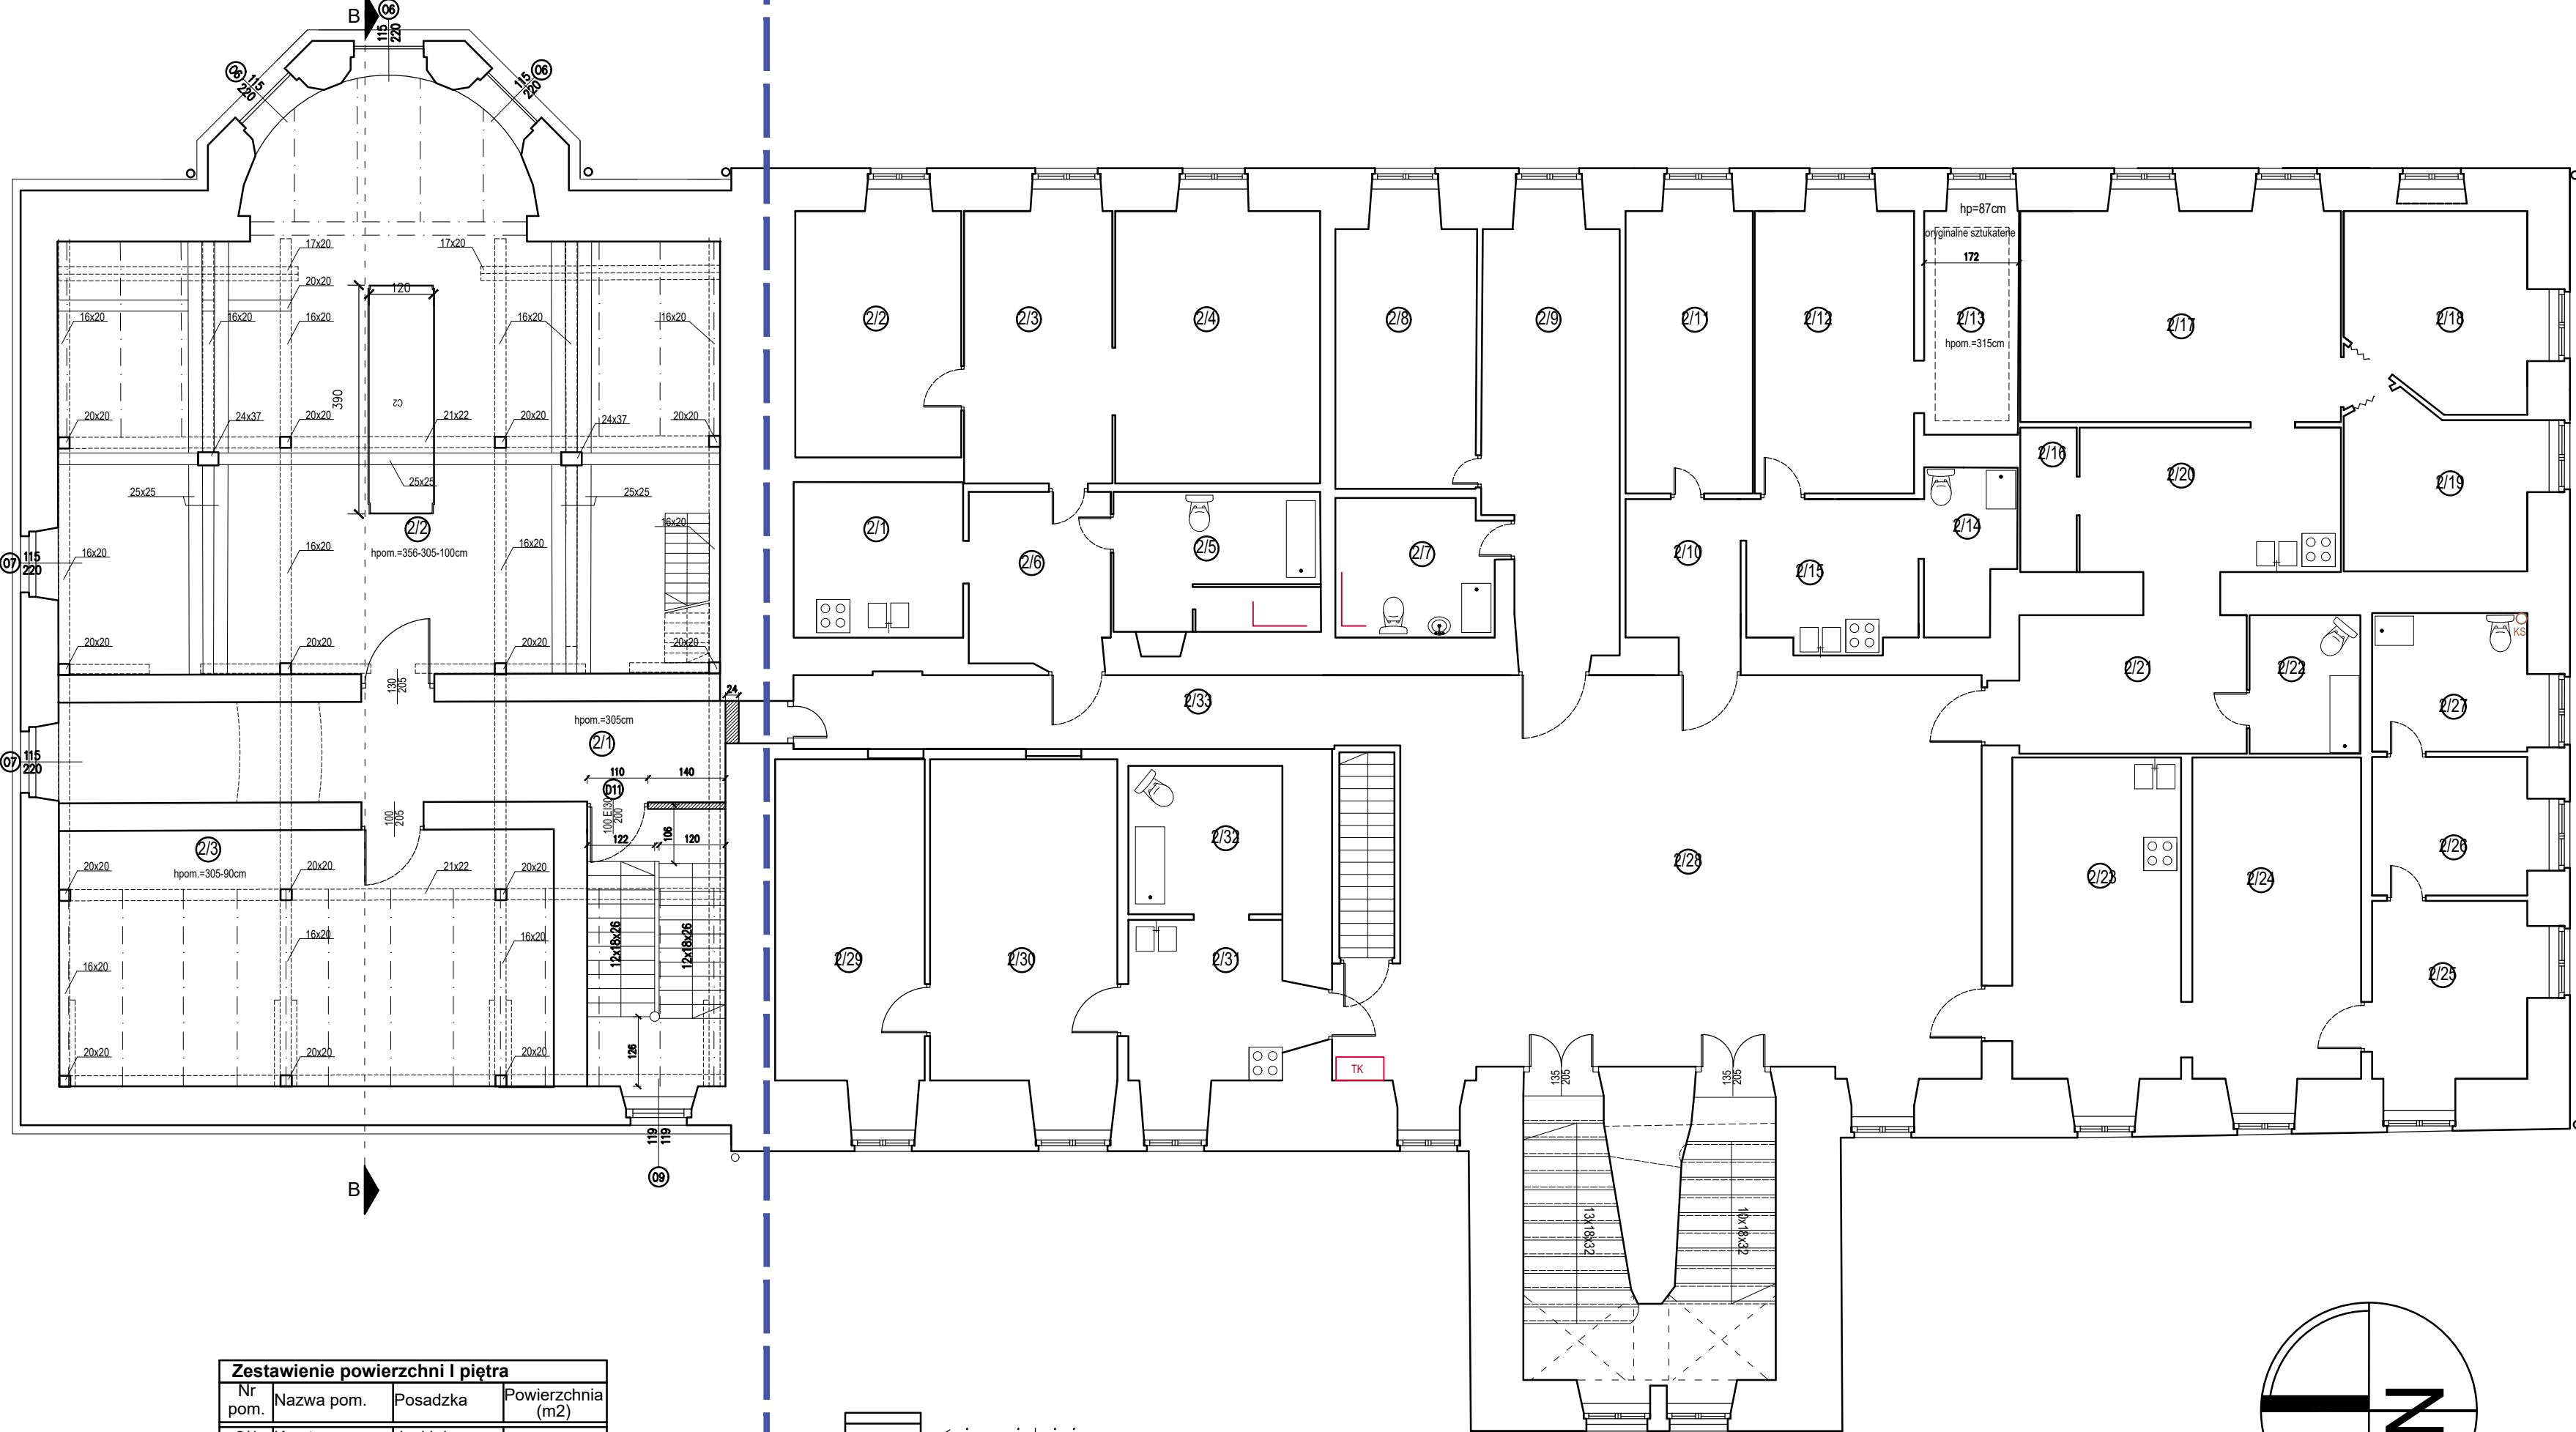 B
06
115
220
06
115
220
06
115
220
hp=87cm
oryginalne sztukaterie
172
17x20
17x20
20x20
120
390
C2
16x20
16x20
16x20
16x20
16x20
2/2
2/3
2/4
2/8
2/9
2/11
2/12
2/13
hpom.=315cm
2/17
2/18
20x20
24x37
20x20
21x22
20x20
24x37
20x20
25x25
25x25
25x25
2/16
2/20
2/19
2/2
hpom.=356-305-100cm
16x20
16x20
16x20
16x20
07
115
220
2/1
2/6
2/5
2/7
2/10
2/15
2/14
20x20
20x20
20x20
20x20
KS
2/21
2/22
2/27
130
205
24
2/33
hpom.=305cm
2/1
07
115
220
110
140
D11
100 EI30
200
100
205
122
106
120
2/3
hpom.=305-90cm
20x20
20x20
21x22
20x20
2/32
2/28
2/26
2/23
2/24
16x20
16x20
16x20
12x18x26
12x18x26
2/29
2/30
2/31
2/25
20x20
20x20
20x20
126
TK
135
205
135
205
119
119
09
B
13x18x32
10x18x32
Zestawienie powierzchni I piętra
Nr pom.
Nazwa pom.
Posadzka
Powierzchnia (m2)
N